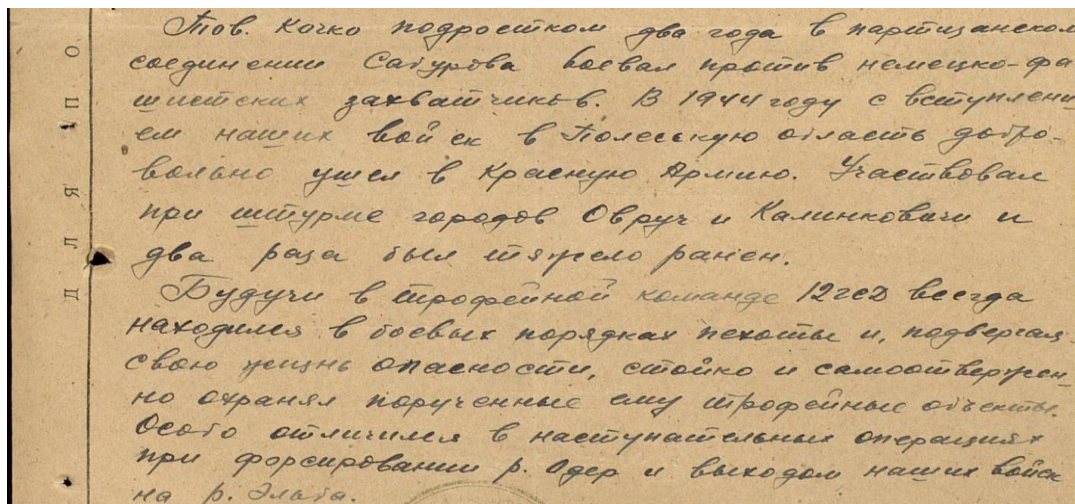 Тов. Кочко подростком два года в партизанском
соединении Сабурова воевал против немецко-фа
шистских захватчиков. В 1944 году с вступлени
ем наших войск в Полесскую область добро-
вольно ушел в Красную Армию. Участвовал
при штурме городов Овруч и Калинковичи и
два раза был тяжело ранен.
Будучи в трофейной команде 12гсд всегда
находился в боевых порядках пехоты и, подвергая
свою жизнь опасности, стойко и самоотвержен-
но охранял порученные ему трофейные объекты.
Особо отличился в наступательных операциях
при форсировании р. Одер и выходом наших войск
на р. Эльба.
Д Л Я П О